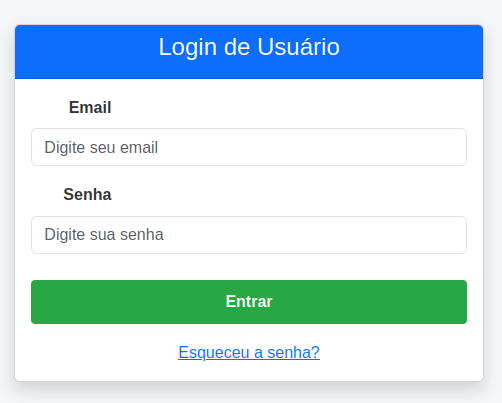 Login de Usuário
Email
Digite seu email
Senha
Digite sua senha
Entrar
Esqueceu a senha?